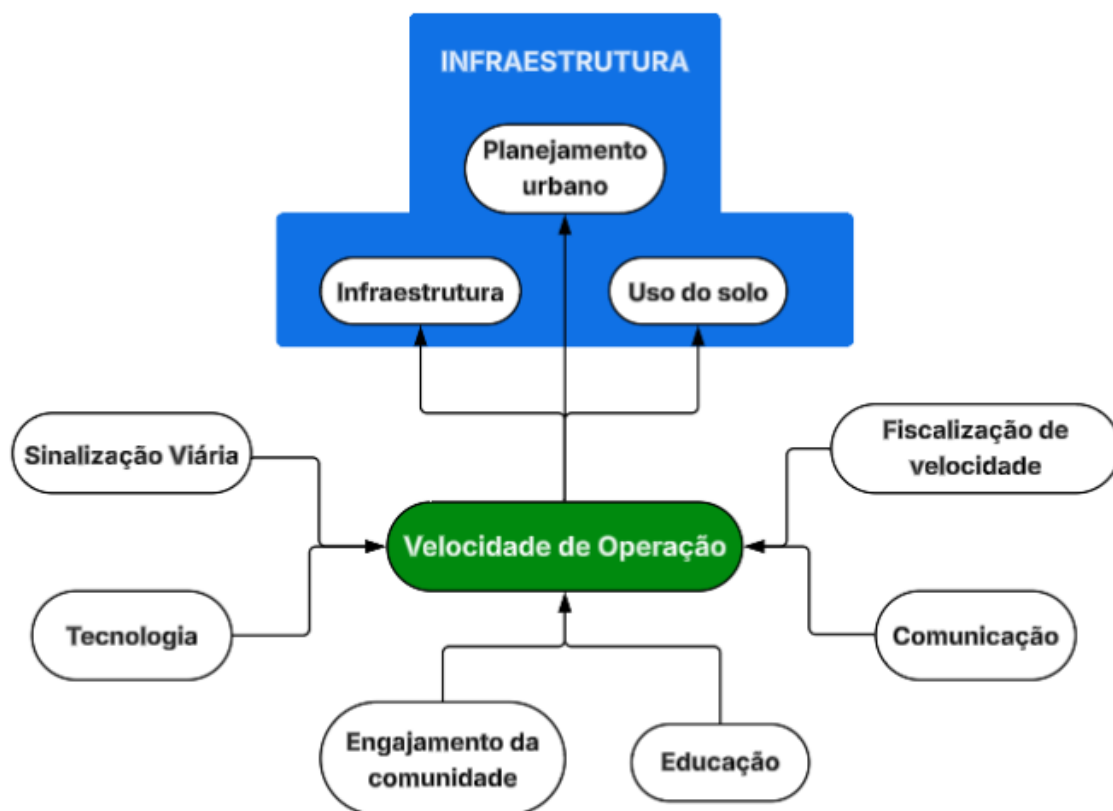 INFRAESTRUTURA
Planejamento
urbano
Infraestrutura
Uso do solo
Sinalização Viária
Fiscalização de
velocidade
Velocidade de Operação
Tecnologia
Comunicação
Engajamento da
comunidade
Educação